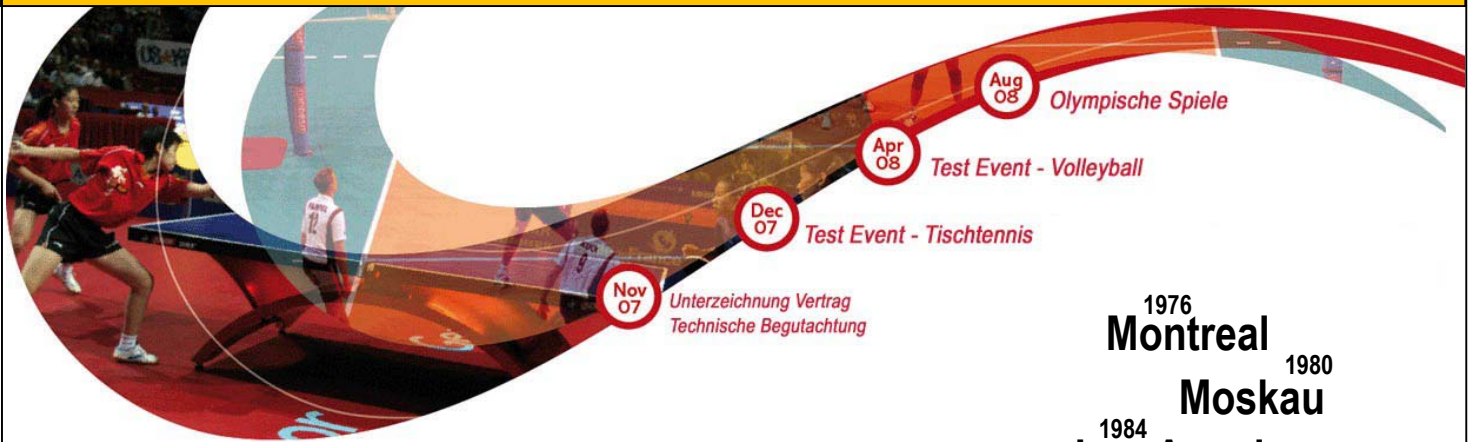 Aug
08
Olympische Spiele
Apr
08
Test Event - Volleyball
Dec
07
Test Event - Tischtennis
Nov
07
Unterzeichnung Vertrag
Technische Begutachtung
1976
Montreal
1980
Moskau
1984